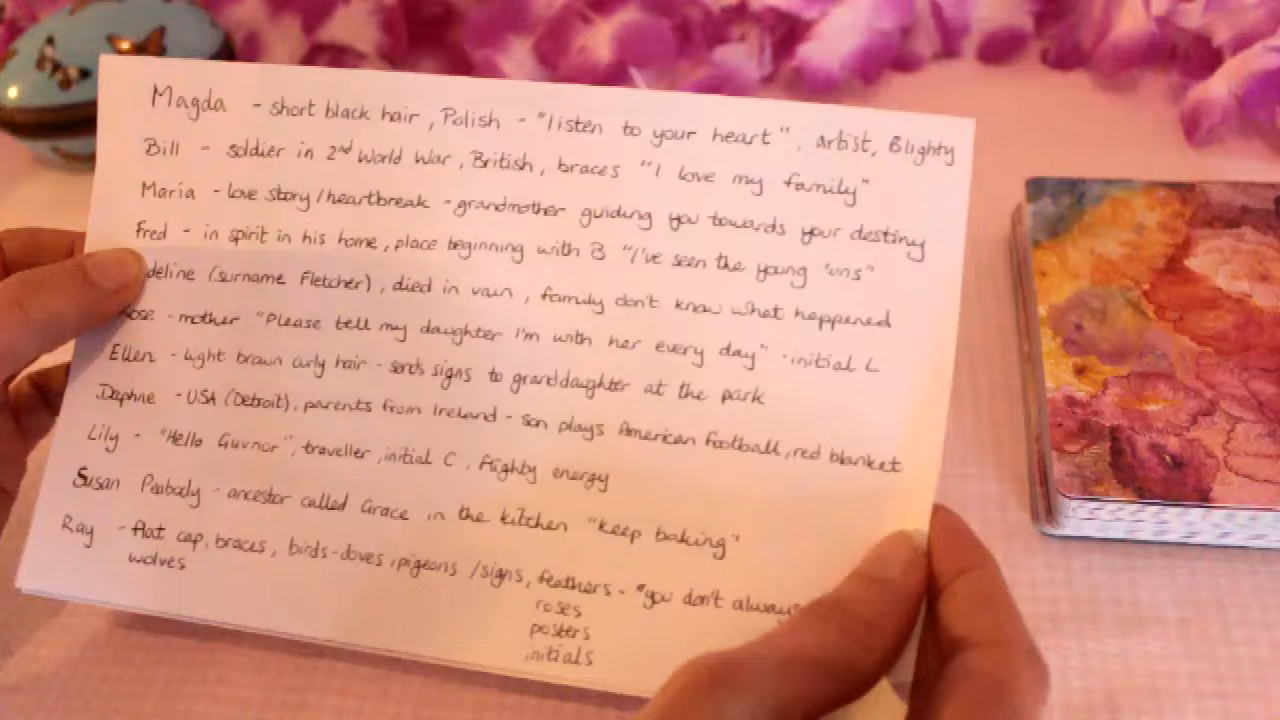 Magda - short black hair, Polish - "listen to your heart", artist, Blighty
Bill - soldier in 2nd World War, British, braces "I love my family"
Maria - love story/heartbreak - grandmother guiding you towards your destiny
Fred - in spirit in his home, place beginning with B "I've seen the young 'uns"
deline (surname Fletcher), died in vain, family don't know what happened
Rose - mother "Please tell my daughter I'm with her every day" - initial L
Ellen - light brown curly hair - sends signs to granddaughter at the park
Daphne - USA (Detroit), parents from Ireland - son plays American football, red blanket
Lily - "Hello Guvnor", traveller, initial C, flighty energy
Susan Peabody - ancestor called Grace in the kitchen "keep baking"
Ray - flat cap, braces, birds-doves, pigeons /signs, feathers - "you don't always
wolves
roses
posters
initials